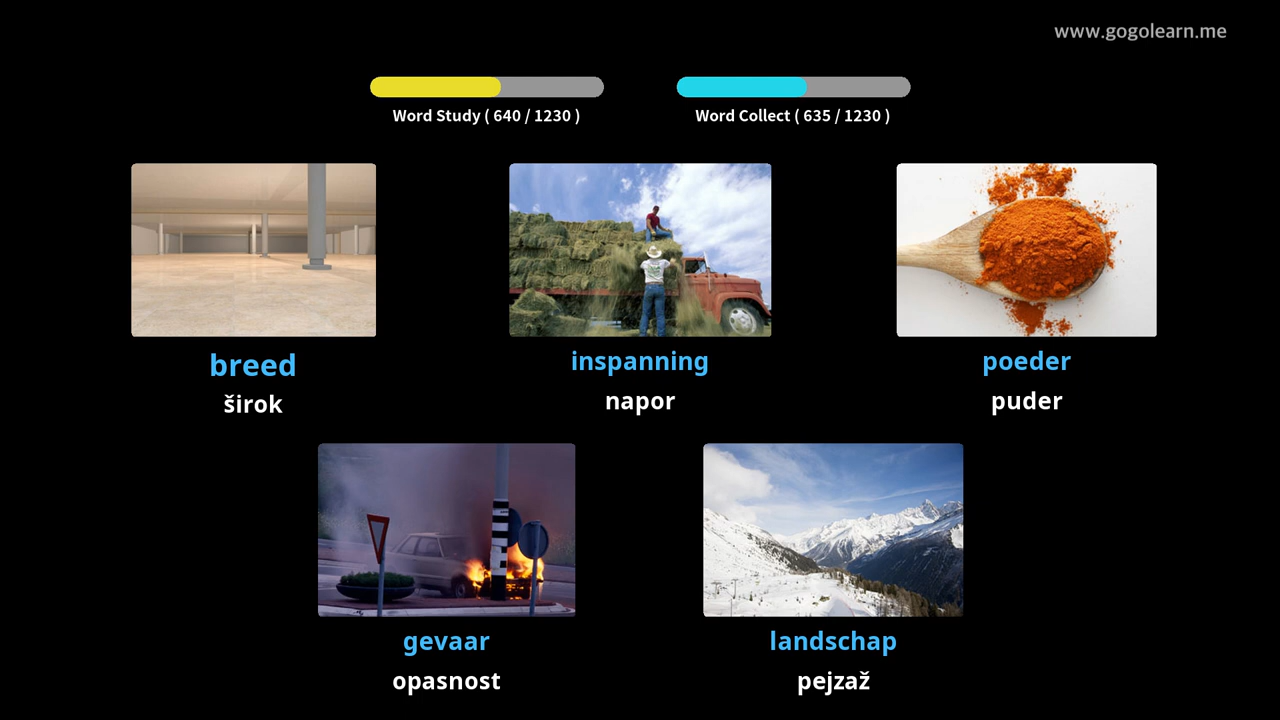 www.gogolearn.me
Word Study ( 640 / 1230 )
Word Collect ( 635 / 1230 )
breed
širok
inspanning
napor
poeder
puder
gevaar
opasnost
landschap
pejzaž